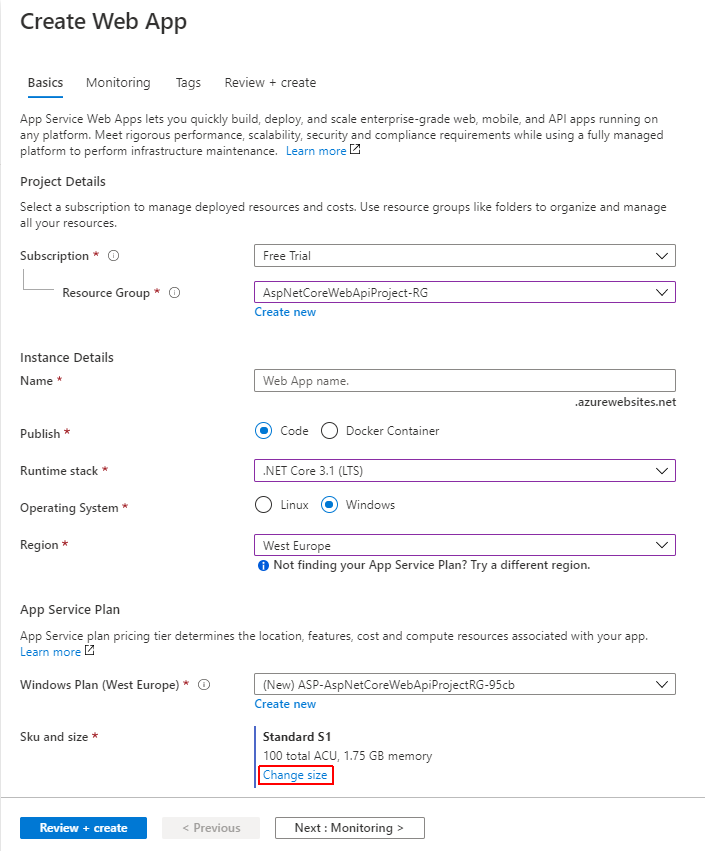 Create Web App
Basics Monitoring Tags Review + create
App Service Web Apps lets you quickly build, deploy, and scale enterprise-grade web, mobile, and API apps running on
any platform. Meet rigorous performance, scalability, security and compliance requirements while using a fully managed
platform to perform infrastructure maintenance. Learn more
Project Details
Select a subscription to manage deployed resources and costs. Use resource groups like folders to organize and manage
all your resources.
Subscription * Free Trial
Resource Group * AspNetCoreWebApiProject-RG
Create new
Instance Details
Name * Web App name.
.azurewebsites.net
Publish * Code Docker Container
Runtime stack * .NET Core 3.1 (LTS)
Operating System * Linux Windows
Region * West Europe
Not finding your App Service Plan? Try a different region.
App Service Plan
App Service plan pricing tier determines the location, features, cost and compute resources associated with your app.
Learn more
Windows Plan (West Europe) * (New) ASP-AspNetCoreWebApiProjectRG-95cb
Create new
Sku and size * Standard S1
100 total ACU, 1.75 GB memory
Change size
Review + create < Previous Next : Monitoring >